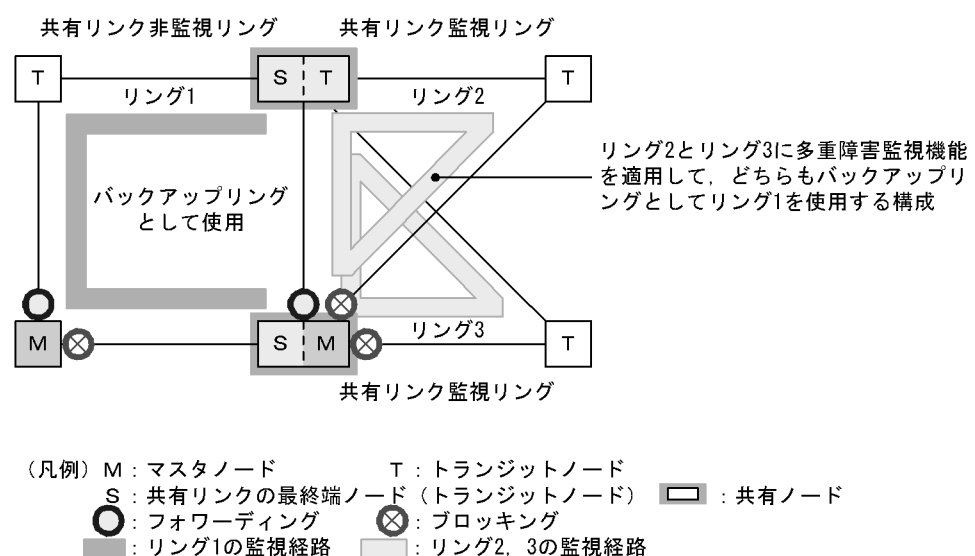 共有リンク非監視リング 共有リンク監視リング
T S T T
リング1 リング2
リング2とリング3に多重障害監視機能
を適用して，どちらもバックアップリ
ングとしてリング1を使用する構成
バックアップリング
として使用
リング3
M S M T
共有リンク監視リング
（凡例）M：マスタノード T：トランジットノード
S：共有リンクの最終端ノード（トランジットノード） ：共有ノード
：フォワーディング ：ブロッキング
：リング1の監視経路 ：リング2，3の監視経路